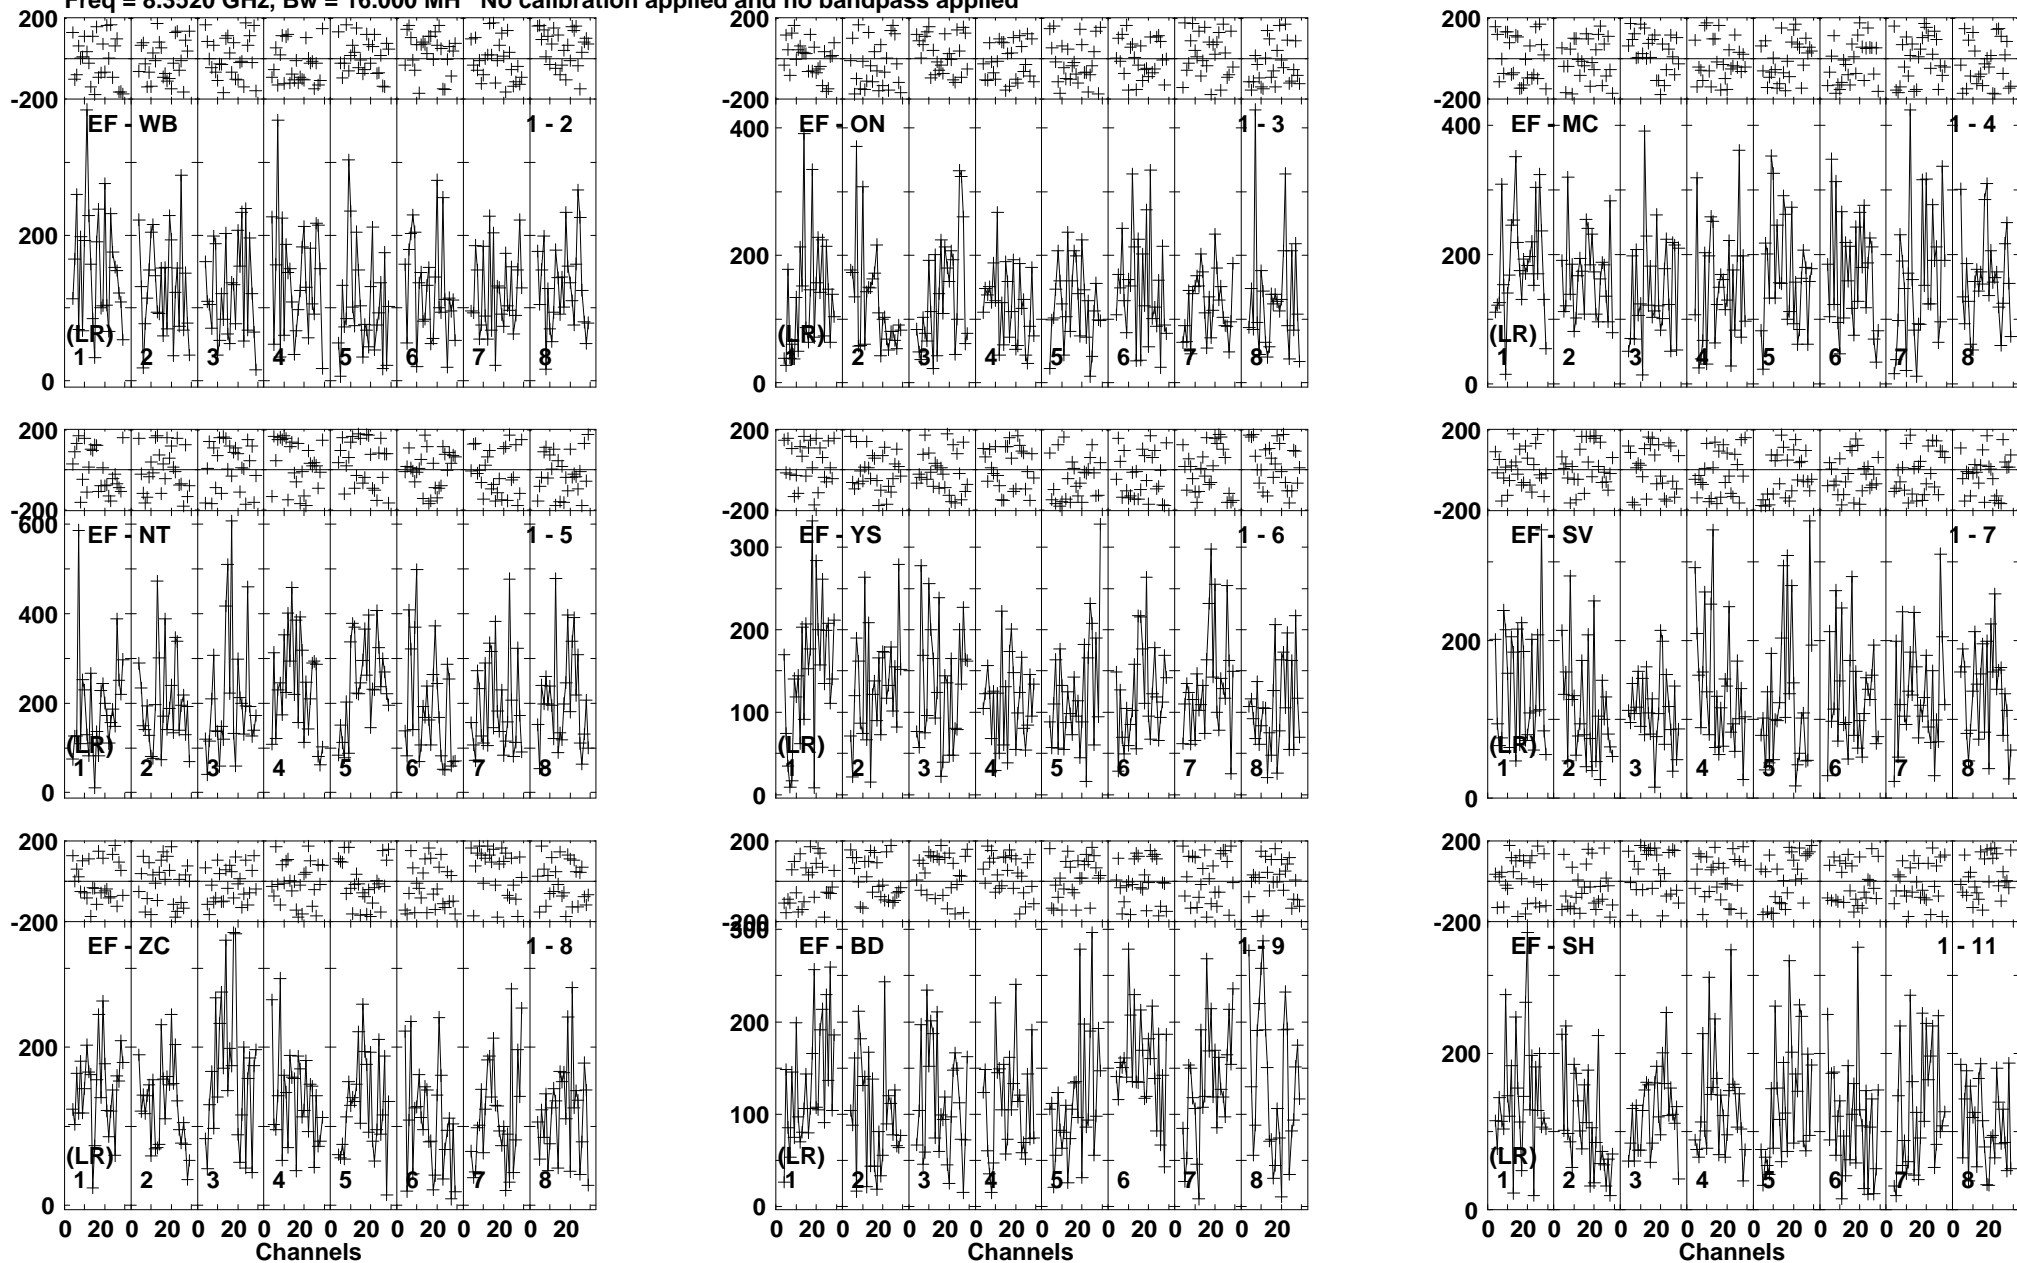 Freq = 8.3520 GHz, Bw = 16.000 MH No calibration applied and no bandpass applied
200
-200
EF - WB 1 - 2
200
(LR)
1 2 3 4 5 6 7 8
0
200
-200
400
EF - ON 1 - 3
200
(LR)
1 2 3 4 5 6 7 8
0
200
-200
400
EF - MC 1 - 4
200
(LR)
1 2 3 4 5 6 7 8
0
200
-200
600
EF - NT 1 - 5
400
200
(LR)
1 2 3 4 5 6 7 8
0
200
-200
300
EF - YS 1 - 6
200
100
(LR)
1 2 3 4 5 6 7 8
0
200
-200
EF - SV 1 - 7
200
(LR)
1 2 3 4 5 6 7 8
0
200
-200
EF - ZC 1 - 8
200
(LR)
1 2 3 4 5 6 7 8
0
0 20 0 20 0 20 0 20 0 20 0 20 0 20 0 20
Channels
200
-200
300
EF - BD 1 - 9
200
100
(LR)
1 2 3 4 5 6 7 8
0
0 20 0 20 0 20 0 20 0 20 0 20 0 20 0 20
Channels
200
-200
EF - SH 1 - 11
200
(LR)
1 2 3 4 5 6 7 8
0
0 20 0 20 0 20 0 20 0 20 0 20 0 20 0 20
Channels